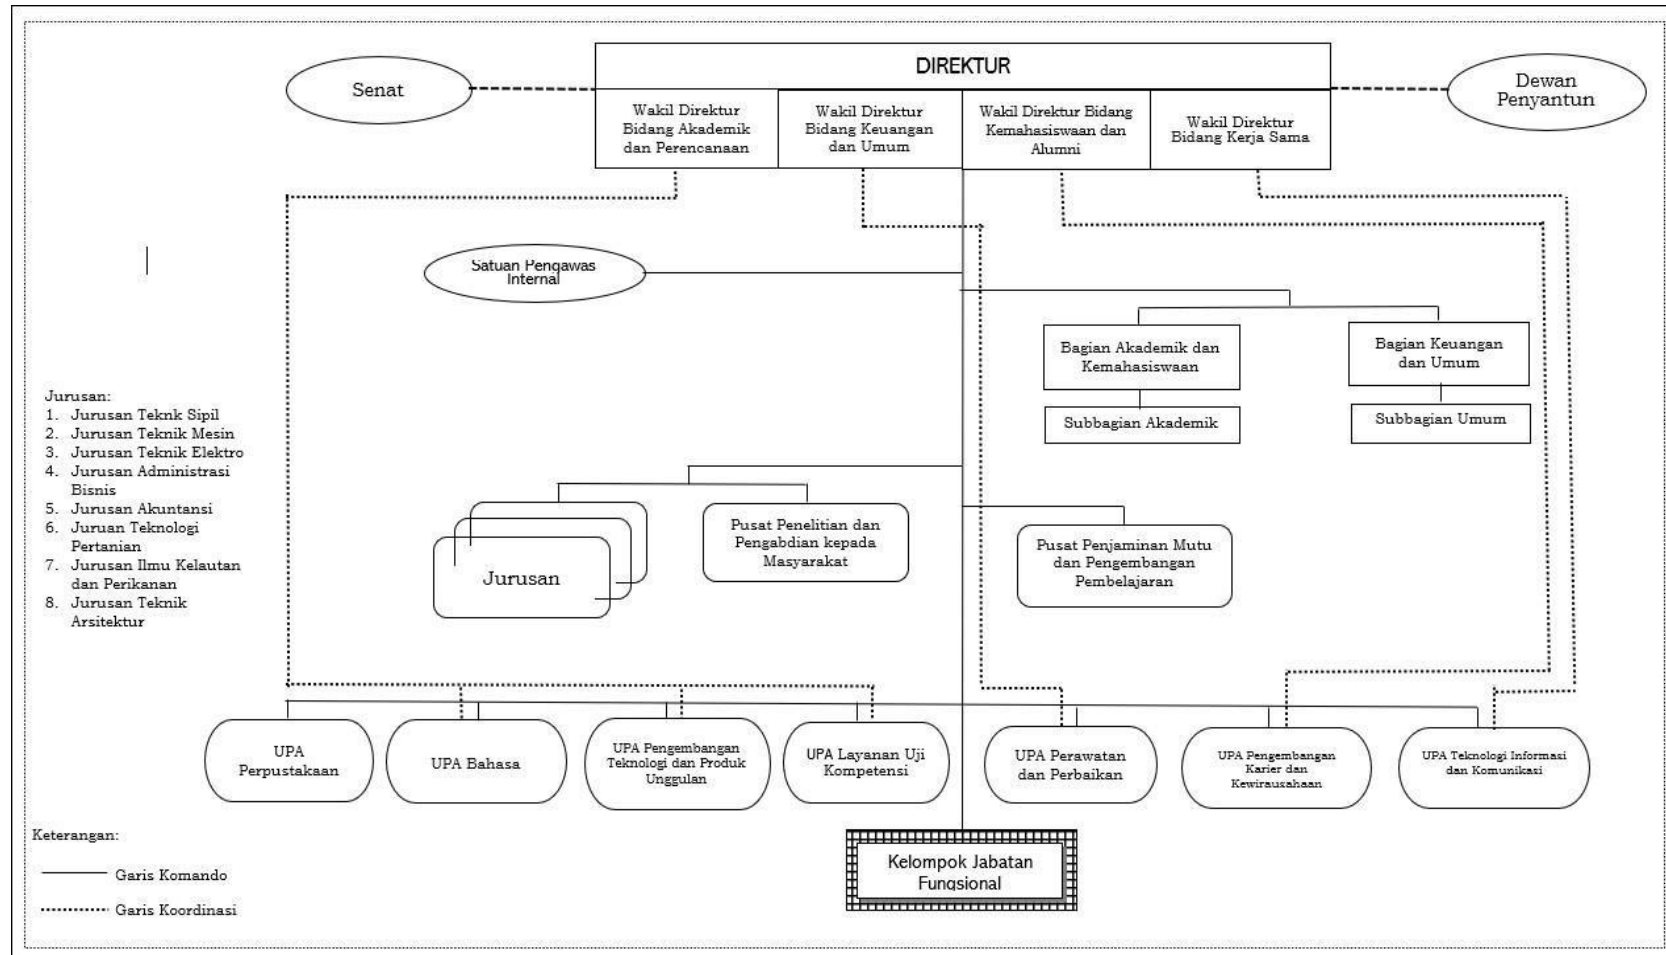 DIREKTUR
Senat
Dewan
Penyantun
Wakil Direktur
Bidang Akademik
dan Perencanaan
Wakil Direktur
Bidang Keuangan
dan Umum
Wakil Direktur Bidang
Kemahasiswaan dan
Alumni
Wakil Direktur
Bidang Kerja Sama
Satuan Pengawas
Internal
Bagian Akademik dan
Kemahasiswaan
Bagian Keuangan
dan Umum
Subbagian Akademik
Subbagian Umum
Jurusan:
1. Jurusan Teknk Sipil
2. Jurusan Teknik Mesin
3. Jurusan Teknik Elektro
4. Jurusan Administrasi
Bisnis
5. Jurusan Akuntansi
6. Juruan Teknologi
Pertanian
7. Jurusan Ilmu Kelautan
dan Perikanan
8. Jurusan Teknik
Arsitektur
Jurusan
Pusat Penelitian dan
Pengabdian kepada
Masyarakat
Pusat Penjaminan Mutu
dan Pengembangan
Pembelajaran
UPA
Perpustakaan
UPA Bahasa
UPA Pengembangan
Teknologi dan Produk
Unggulan
UPA Layanan Uji
Kompetensi
UPA Perawatan
dan Perbaikan
UPA Pengembangan
Karier dan
Kewirausahaan
UPA Teknologi Informasi
dan Komunikasi
Keterangan:
Garis Komando
Garis Koordinasi
Kelompok Jabatan
Fungsional